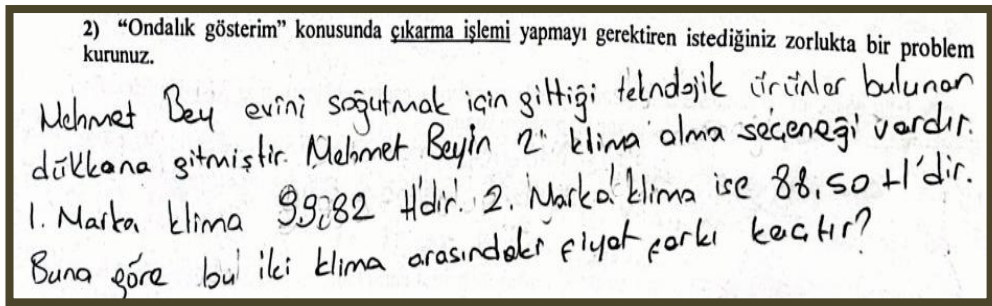 2) “Ondalık gösterim” konusunda çıkarma işlemi yapmayı gerektiren istediğiniz zorlukta bir problem
kurunuz.
Mehmet Bey evini soğutmak için gittiği teknolojik ürünler bulunan
dükkana gitmiştir. Mehmet Beyin 2 klima alma seçeneği vardır.
1. Marka klima 99,82 tl'dir. 2. Marka klima ise 88,50 tl'dir.
Buna göre bu iki klima arasındaki fiyat farkı kaçtır?